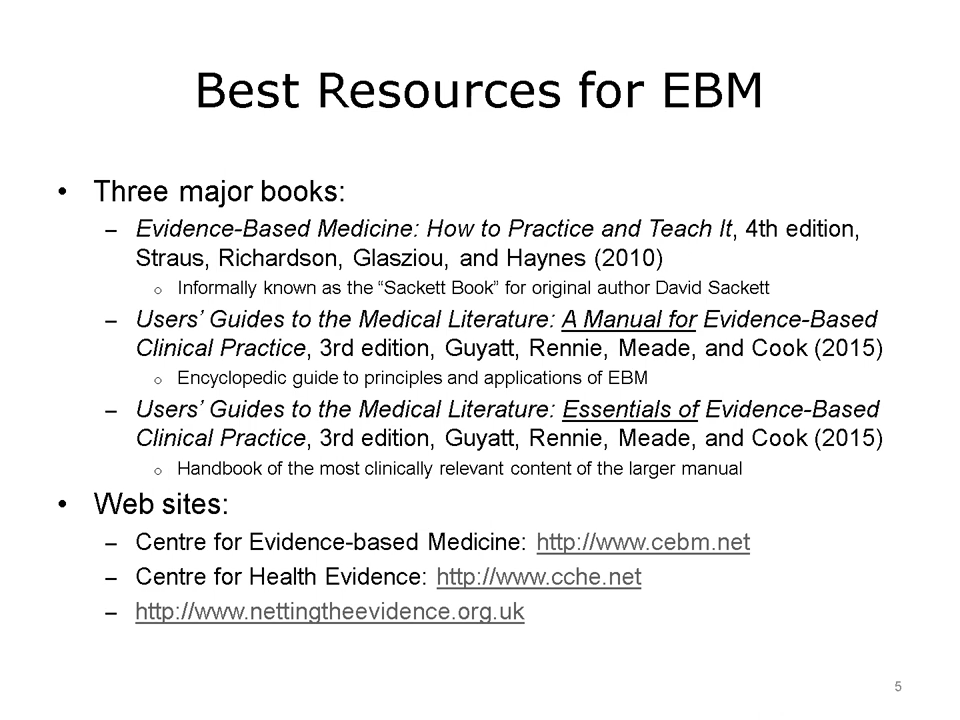 Best Resources for EBM
• Three major books:
– Evidence-Based Medicine: How to Practice and Teach It, 4th edition,
Straus, Richardson, Glasziou, and Haynes (2010)
o Informally known as the “Sackett Book” for original author David Sackett
– Users’ Guides to the Medical Literature: A Manual for Evidence-Based
Clinical Practice, 3rd edition, Guyatt, Rennie, Meade, and Cook (2015)
o Encyclopedic guide to principles and applications of EBM
– Users’ Guides to the Medical Literature: Essentials of Evidence-Based
Clinical Practice, 3rd edition, Guyatt, Rennie, Meade, and Cook (2015)
o Handbook of the most clinically relevant content of the larger manual
• Web sites:
– Centre for Evidence-based Medicine: http://www.cebm.net
– Centre for Health Evidence: http://www.cche.net
– http://www.nettingtheevidence.org.uk
5